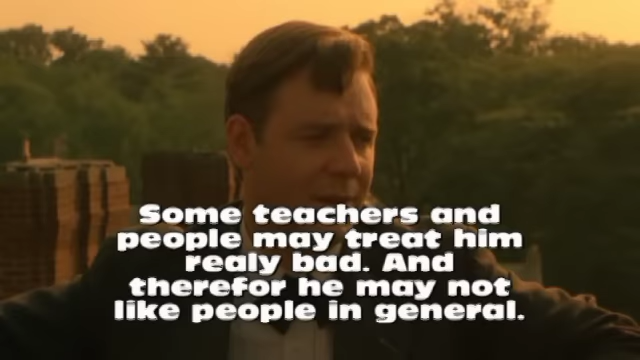 Some teachers and
people may treat him
realy bad. And
therefor he may not
like people in general.